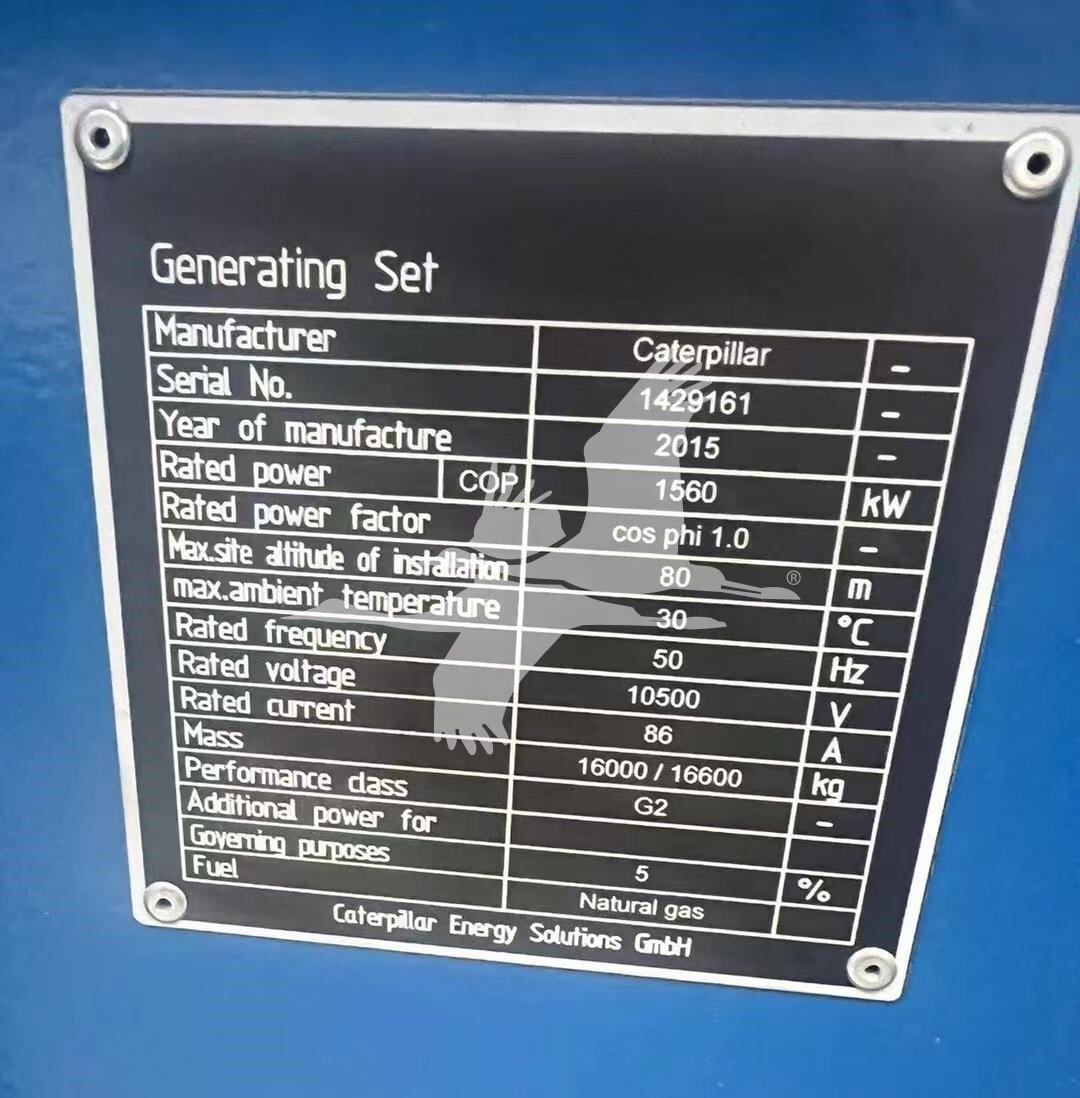 Generating Set
Manufacturer Caterpillar -
Serial No. 1429161 -
Year of manufacture 2015 -
Rated power COP 1560 kW
Rated power factor cos phi 1.0 -
Max.site altitude of installation 80 m
max.ambient temperature 30 °C
Rated frequency 50 Hz
Rated voltage 10500 V
Rated current 86 A
Mass 16000 / 16600 kg
Performance class G2 -
Additional power for
Governing purposes 5 %
Fuel Natural gas
Caterpillar Energy Solutions GmbH
®